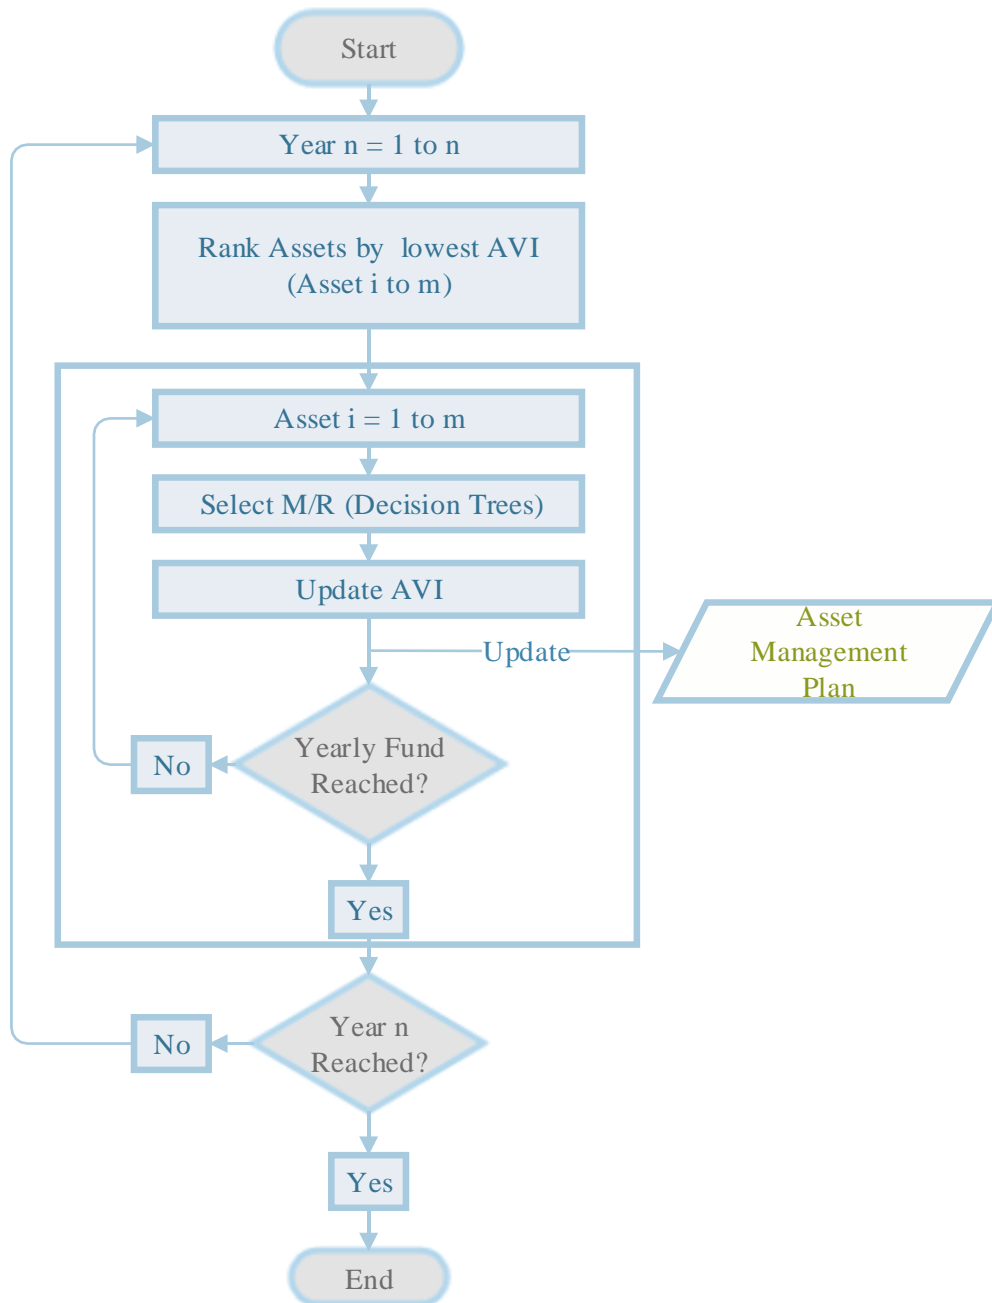 Start
Year n = 1 to n
Rank Assets by lowest AVI
(Asset i to m)
Asset i = 1 to m
Select M/R (Decision Trees)
Update AVI
Update
Asset
Management
Plan
Yearly Fund
Reached?
No
Yes
Year n
Reached?
No
Yes
End